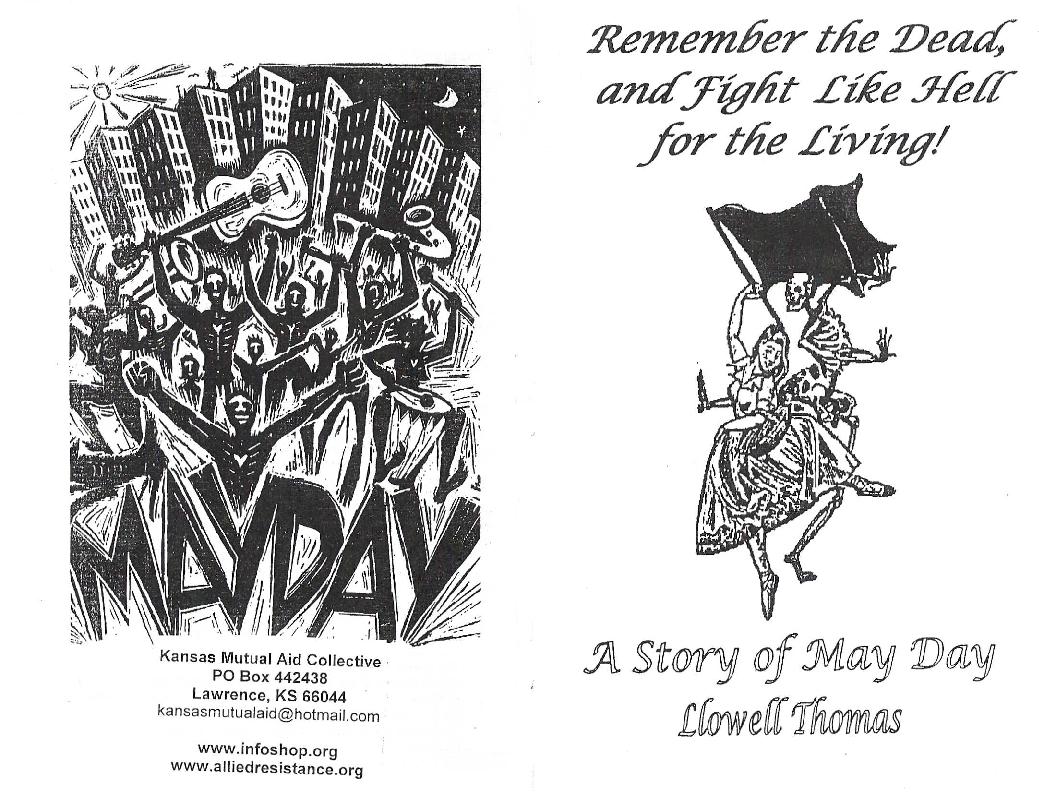 MAYDAY
Kansas Mutual Aid Collective
PO Box 442438
Lawrence, KS 66044
kansasmutualaid@hotmail.com
www.infoshop.org
www.alliedresistance.org
Remember the Dead,
and Fight Like Hell
for the Living!
A Story of May Day
Llowell Thomas